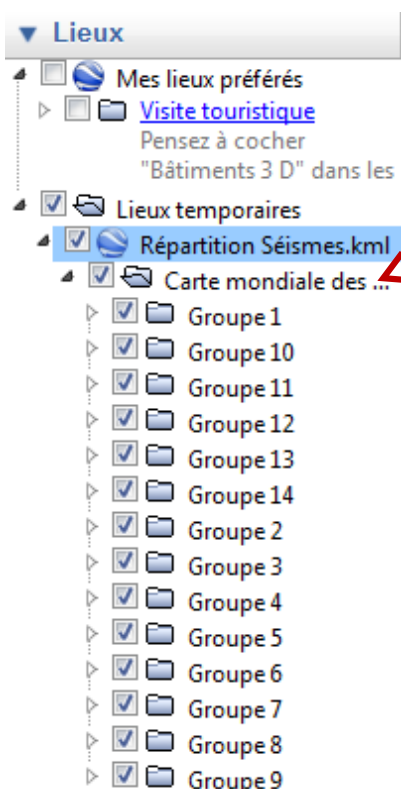 Lieux
Mes lieux préférés
Visite touristique
Pensez à cocher
"Bâtiments 3 D" dans les
Lieux temporaires
Répartition Séismes.kml
Carte mondiale des ...
Groupe 1
Groupe 10
Groupe 11
Groupe 12
Groupe 13
Groupe 14
Groupe 2
Groupe 3
Groupe 4
Groupe 5
Groupe 6
Groupe 7
Groupe 8
Groupe 9